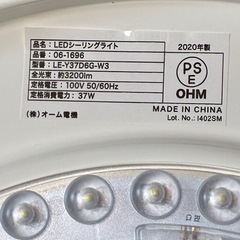 品名：LEDシーリングライト
品番：06-1696
型番：LE-Y37D6G-W3
全光束：約3200lm
定格電圧：100V 50/60Hz
定格消費電力：37W
(株)オーム電機
2020年製
PS
E
OHM
MADE IN CHINA
Lot. No.: I402SM